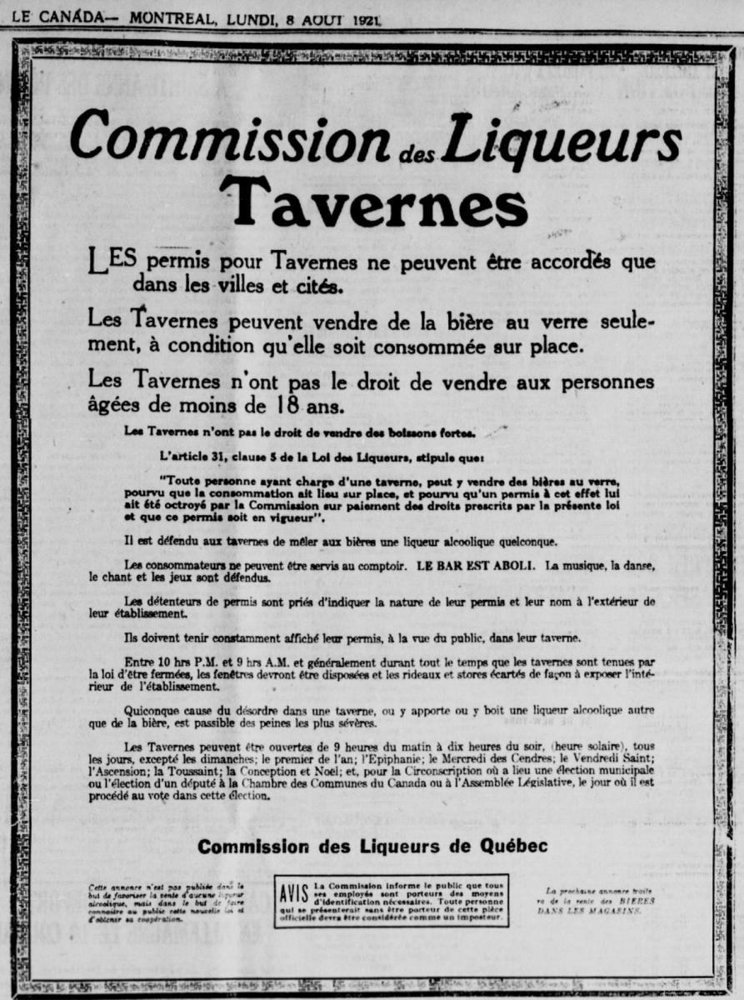 LE CANADA— MONTREAL, LUNDI, 8 AOUT 1921
Commission des Liqueurs
Tavernes
LES permis pour Tavernes ne peuvent être accordés que
dans les villes et cités.
Les Tavernes peuvent vendre de la bière au verre seule-
ment, à condition qu'elle soit consommée sur place.
Les Tavernes n'ont pas le droit de vendre aux personnes
âgées de moins de 18 ans.
Les Tavernes n'ont pas le droit de vendre des boissons fortes.
L'article 31, clause 5 de la Loi des Liqueurs, stipule que:
"Toute personne ayant charge d'une taverne, peut y vendre des bières au verre,
pourvu que la consommation ait lieu sur place, et pourvu qu'un permis à cet effet lui
ait été octroyé par la Commission sur paiement des droits prescrits par la présente loi
et que ce permis soit en vigueur".
Il est défendu aux tavernes de mêler aux bières une liqueur alcoolique quelconque.
Les consommateurs ne peuvent être servis au comptoir. LE BAR EST ABOLI. La musique, la danse,
le chant et les jeux sont défendus.
Les détenteurs de permis sont priés d'indiquer la nature de leur permis et leur nom à l'extérieur de
leur établissement.
Ils doivent tenir constamment affiché leur permis, à la vue du public, dans leur taverne.
Entre 10 hrs P.M. et 9 hrs A.M. et généralement durant tout le temps que les tavernes sont tenues par
la loi d'être fermées, les fenêtres devront être disposées et les rideaux et stores écartés de façon à exposer l'inté-
rieur de l'établissement.
Quiconque cause du désordre dans une taverne, ou y apporte ou y boit une liqueur alcoolique autre
que de la bière, est passible des peines les plus sévères.
Les Tavernes peuvent être ouvertes de 9 heures du matin à dix heures du soir, (heure solaire), tous
les jours, excepté les dimanches; le premier de l'an; l'Epiphanie; le Mercredi des Cendres; le Vendredi Saint;
l'Ascension; la Toussaint; la Conception et Noel; et, pour la Circonscription où a lieu une élection municipale
ou l'élection d'un député à la Chambre des Communes du Canada ou à l'Assemblée Législative, le jour où il est
procédé au vote dans cette élection.
Commission des Liqueurs de Québec
Cette annonce n'est pas publiée dans le
but de favoriser la vente d'aucune liqueur
alcoolique, mais dans le but de faire
connaître au public cette nouvelle loi et
d'obtenir sa coopération.
AVIS La Commission informe le public que tous
ses employés sont porteurs des moyens
d'identification nécessaires. Toute personne
qui se présenterait sans être porteur de cette pièce
officielle devra être considérée comme un imposteur.
La prochaine annonce traite
ra de la vente des BIERES
DANS LES MAGASINS.